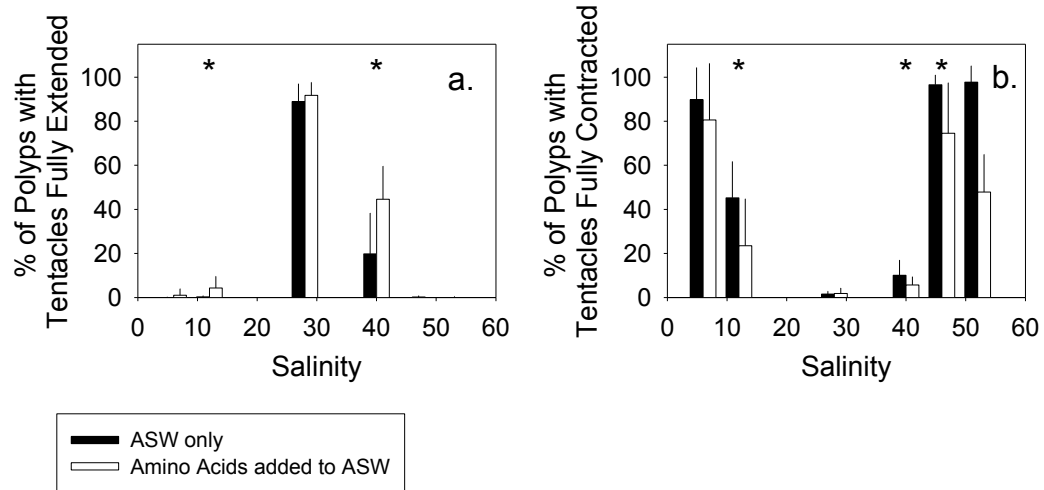 % of Polyps with
Tentacles Fully Extended
100
80
60
40
20
0
* *
a.
0 10 20 30 40 50 60
Salinity
% of Polyps with
Tentacles Fully Contracted
100
80
60
40
20
0
* * *
b.
0 10 20 30 40 50 60
Salinity
ASW only
Amino Acids added to ASW